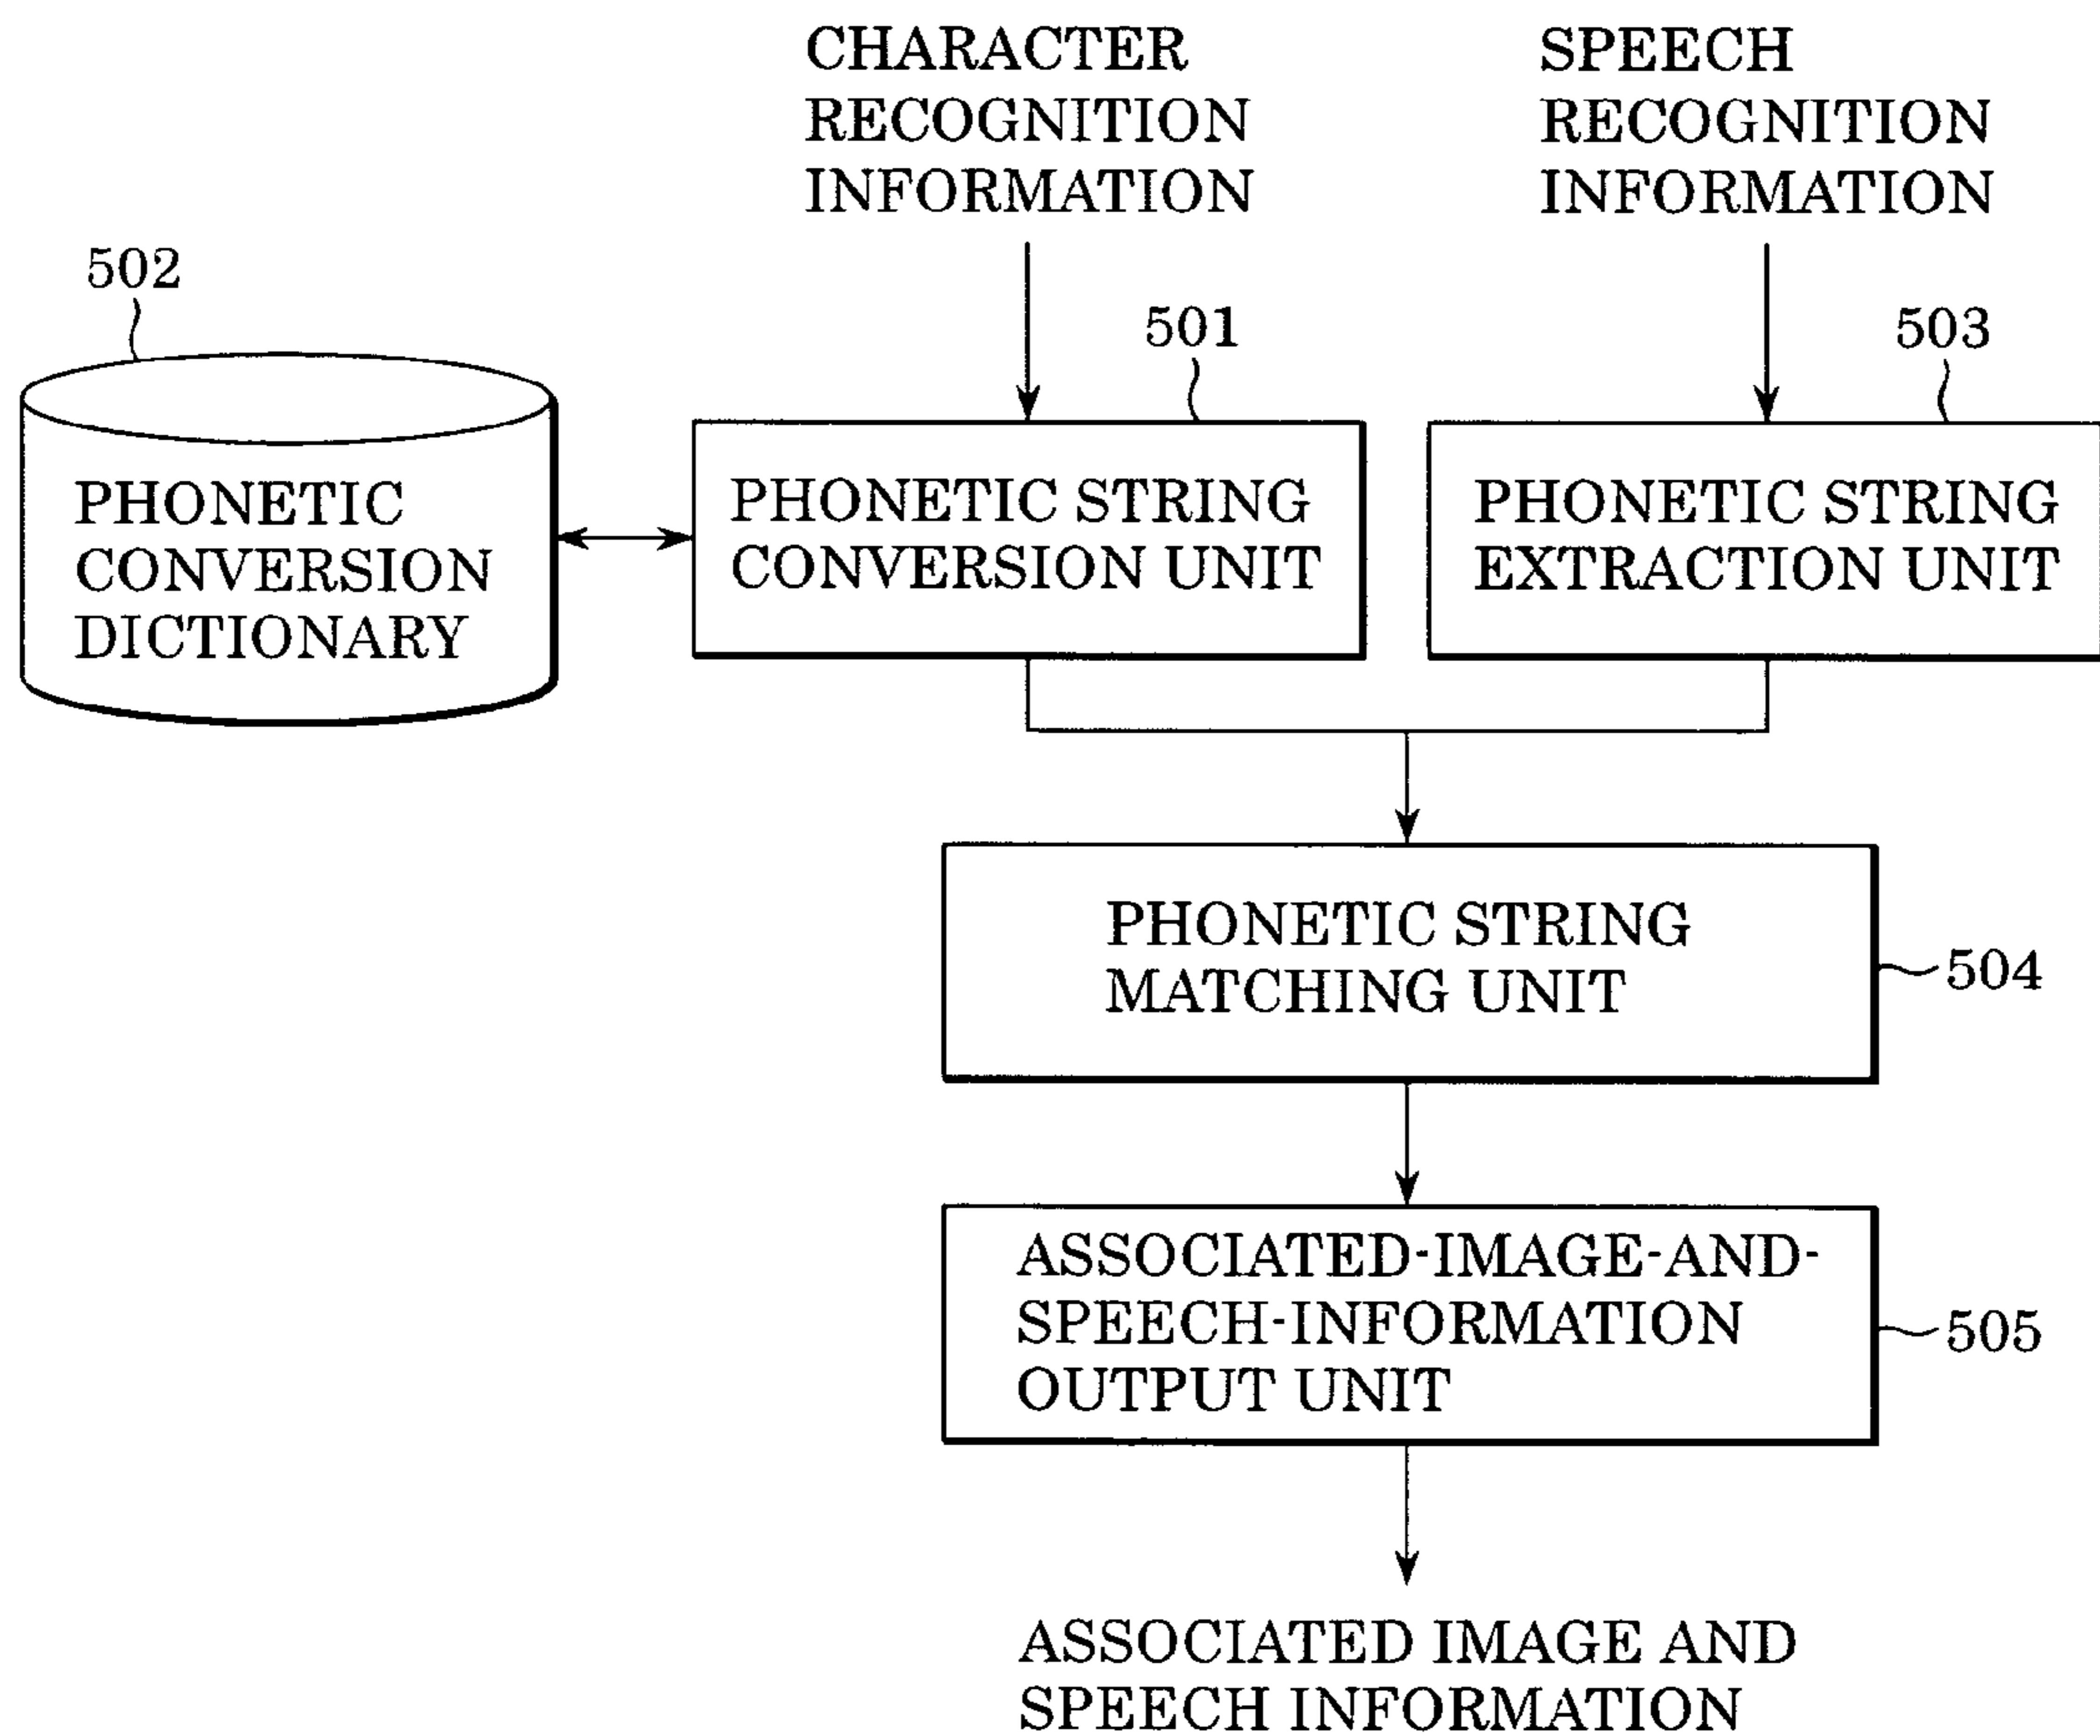 CHARACTER
RECOGNITION
INFORMATION
SPEECH
RECOGNITION
INFORMATION
502
501
503
PHONETIC
CONVERSION
DICTIONARY
PHONETIC STRING
CONVERSION UNIT
PHONETIC STRING
EXTRACTION UNIT
PHONETIC STRING
MATCHING UNIT
504
ASSOCIATED-IMAGE-AND-
SPEECH-INFORMATION
OUTPUT UNIT
505
ASSOCIATED IMAGE AND
SPEECH INFORMATION